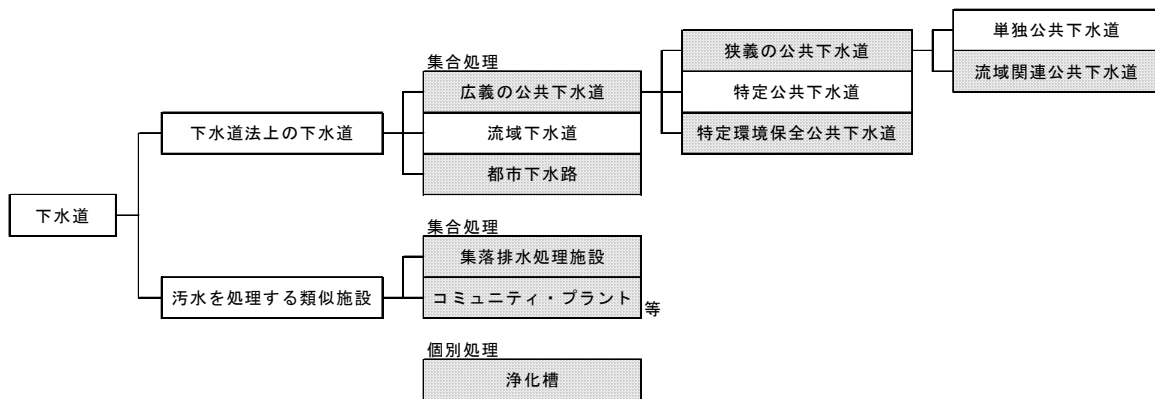 下水道
下水道法上の下水道
汚水を処理する類似施設
集合処理
広義の公共下水道
流域下水道
都市下水路
集合処理
集落排水処理施設
コミュニティ・プラント
等
個別処理
浄化槽
狭義の公共下水道
特定公共下水道
特定環境保全公共下水道
単独公共下水道
流域関連公共下水道